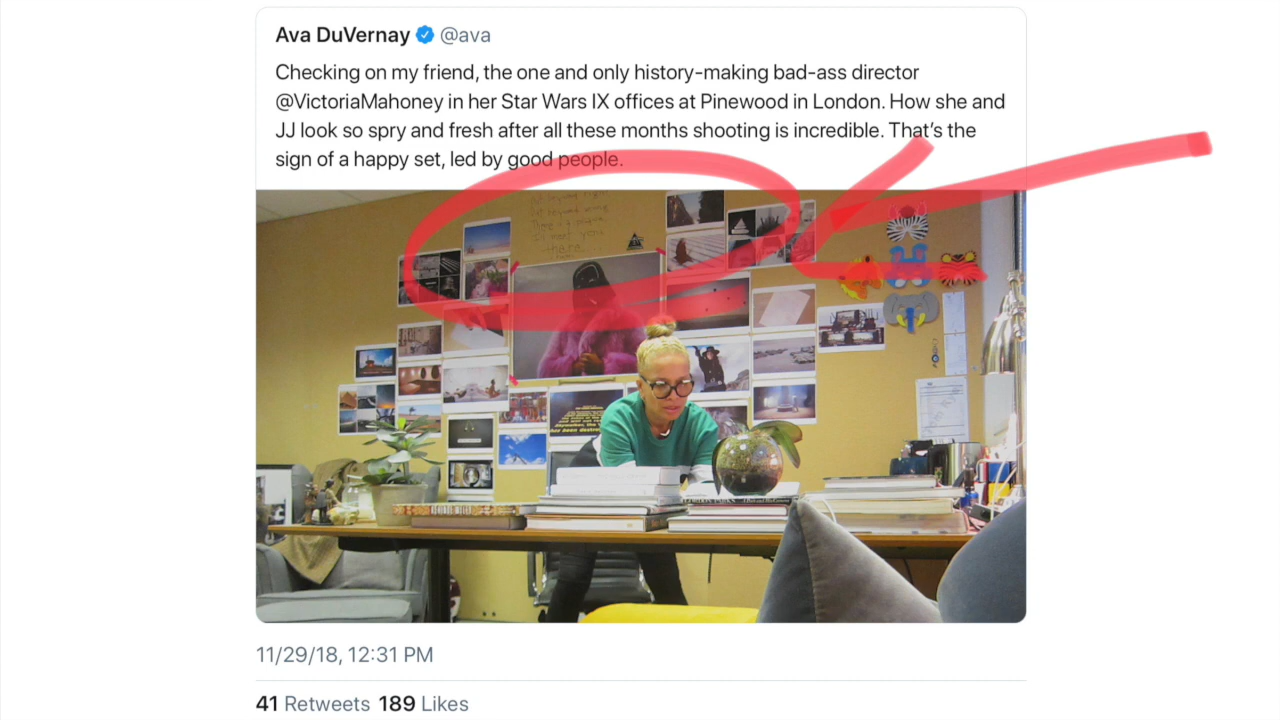 Ava DuVernay @ava
Checking on my friend, the one and only history-making bad-ass director
@VictoriaMahoney in her Star Wars IX offices at Pinewood in London. How she and
JJ look so spry and fresh after all these months shooting is incredible. That's the
sign of a happy set, led by good people.
there
11/29/18, 12:31 PM
41 Retweets 189 Likes